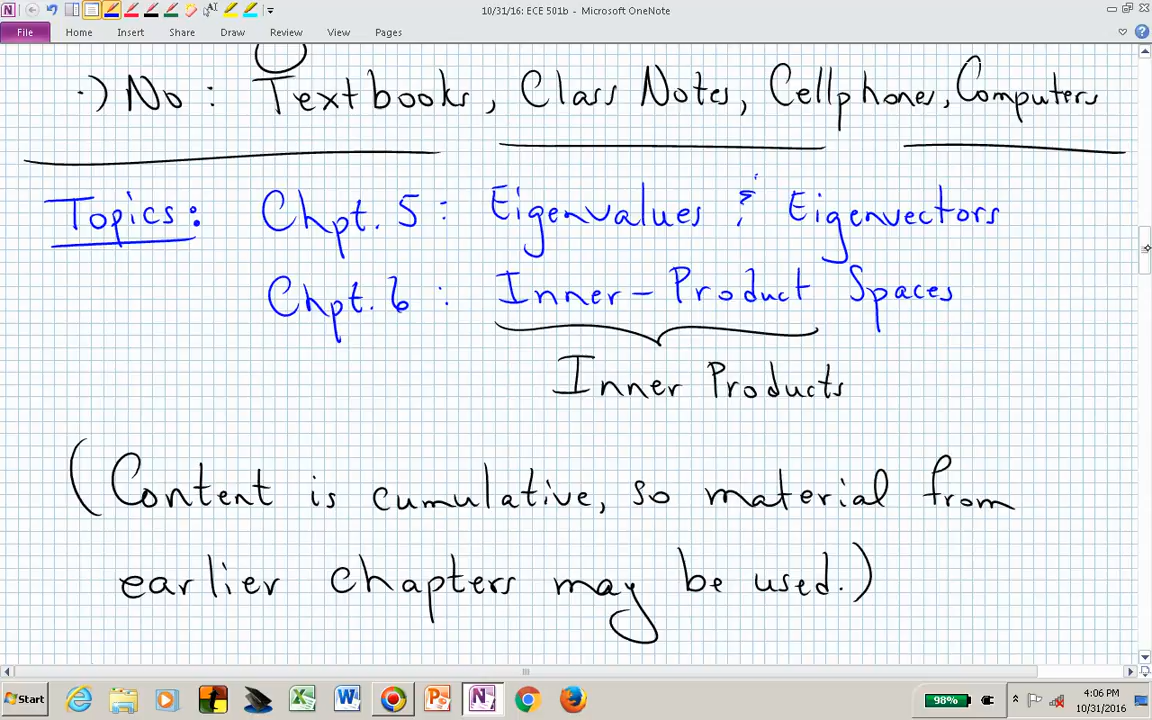 10/31/16: ECE 501b - Microsoft OneNote
File Home Insert Share Draw Review View Pages
·) No: Textbooks, Class Notes, Cellphones, Computers
Topics: Chpt. 5: Eigenvalues & Eigenvectors
Chpt. 6: Inner-Product Spaces
Inner Products
(Content is cumulative, so material from
earlier chapters may be used.)
Start 98% 4:06 PM
10/31/2016